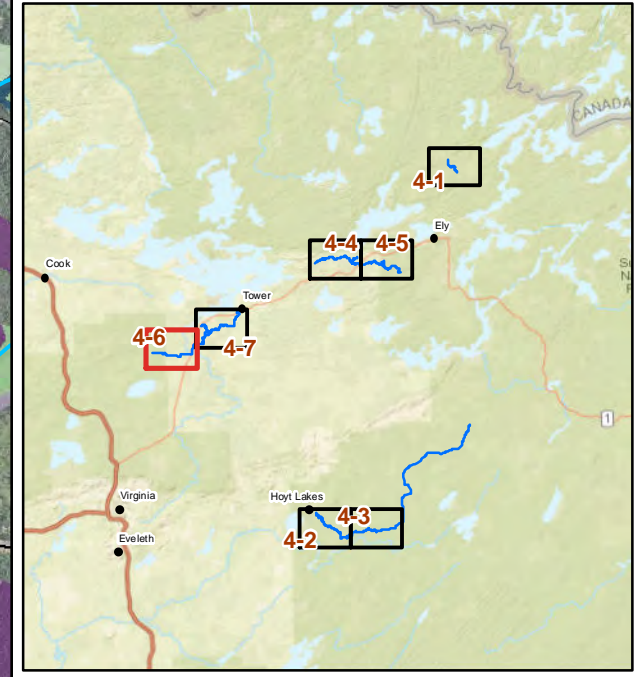 CANADA
4-1
Ely
4-4
4-5
Cook
Tower
4-6
4-7
1
Virginia
Hoyt Lakes
4-3
4-2
Eveleth